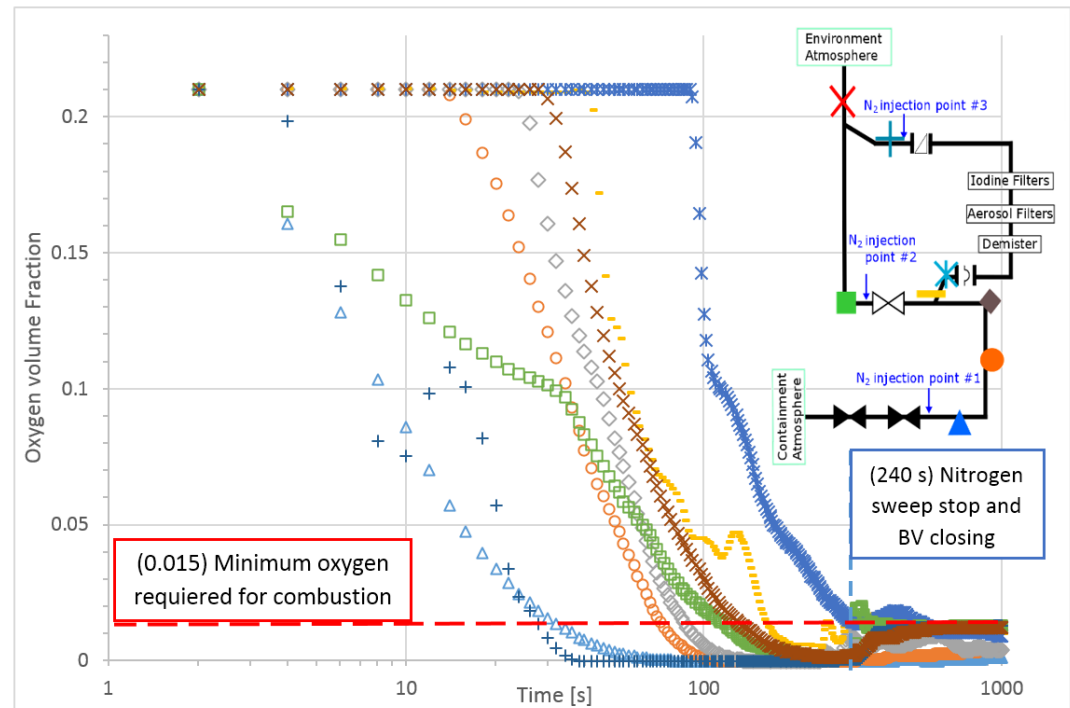 Oxygen volume Fraction
0.2
0.15
0.1
0.05
0
1
10
100
1000
Time [s]
(0.015) Minimum oxygen
requiered for combustion
(240 s) Nitrogen
sweep stop and
BV closing
Environment
Atmosphere
N₂ injection point #3
Iodine Filters
Aerosol Filters
Demister
N₂ injection
point #2
N₂ injection point #1
Containment
Atmosphere